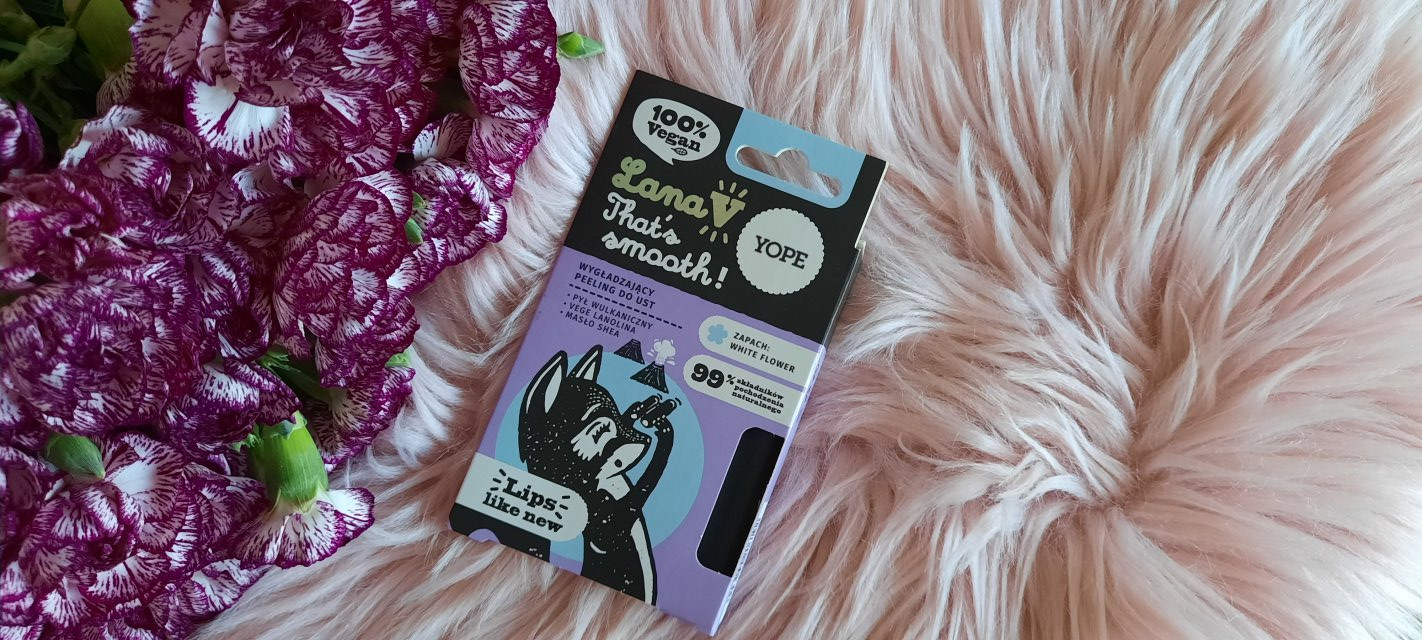 100%
Vegan
Lana V
That's
smooth!
YOPE
WYGŁADZAJĄCY
PEELING DO UST
• PYŁ WULKANICZNY
• VEGE LANOLINA
• MASŁO SHEA
ZAPACH:
WHITE FLOWER
99% składników
pochodzenia
naturalnego
Lips
like new